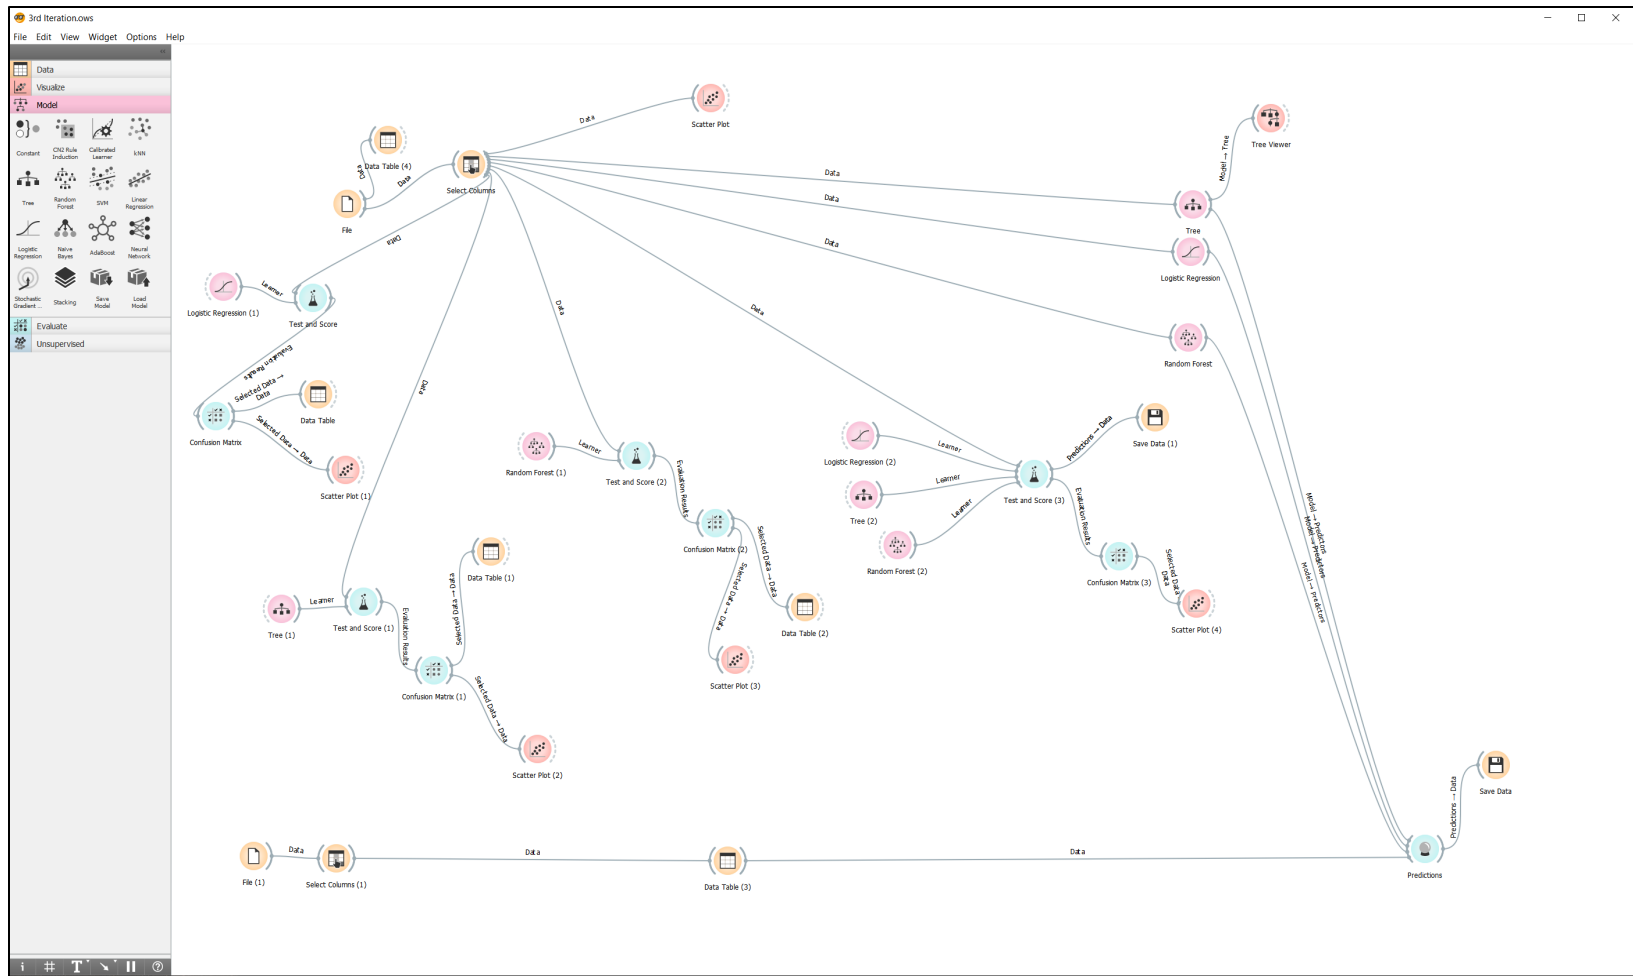 3rd Iteration.ows
File Edit View Widget Options Help
Data
Visualize
Model
Constant
CN2 Rule
Induction
Calibrated
Learner
kNN
Tree
Random
Forest
SVM
Linear
Regression
Logistic
Regression
Naive
Bayes
AdaBoost
Neural
Network
Stochastic
Gradient ...
Stacking
Save
Model
Load
Model
Evaluate
Unsupervised
Scatter Plot
Data
Data Table (4)
Data
Data
File
Select Columns
Data
Data
Data
Model → Tree
Tree Viewer
Tree
Logistic Regression
Random Forest
Data
Learner
Logistic Regression (1)
Test and Score
Evaluation Results
Confusion Matrix
Selected Data →
Data
Data Table
Selected Data → Data
Scatter Plot (1)
Data
Data
Data
Random Forest (1)
Learner
Test and Score (2)
Evaluation Results
Confusion Matrix (2)
Selected Data → Data
Data Table (2)
Selected Data → Data
Scatter Plot (3)
Tree (1)
Learner
Test and Score (1)
Evaluation Results
Confusion Matrix (1)
Selected Data → Data
Data Table (1)
Selected Data → Data
Scatter Plot (2)
Logistic Regression (2)
Learner
Tree (2)
Learner
Random Forest (2)
Learner
Test and Score (3)
Predictions → Data
Save Data (1)
Evaluation Results
Confusion Matrix (3)
Selected Data
Data
Scatter Plot (4)
Model → Predictors
Model → Predictors
Model → Predictors
File (1)
Data
Select Columns (1)
Data
Data Table (3)
Data
Predictions
Predictions → Data
Save Data